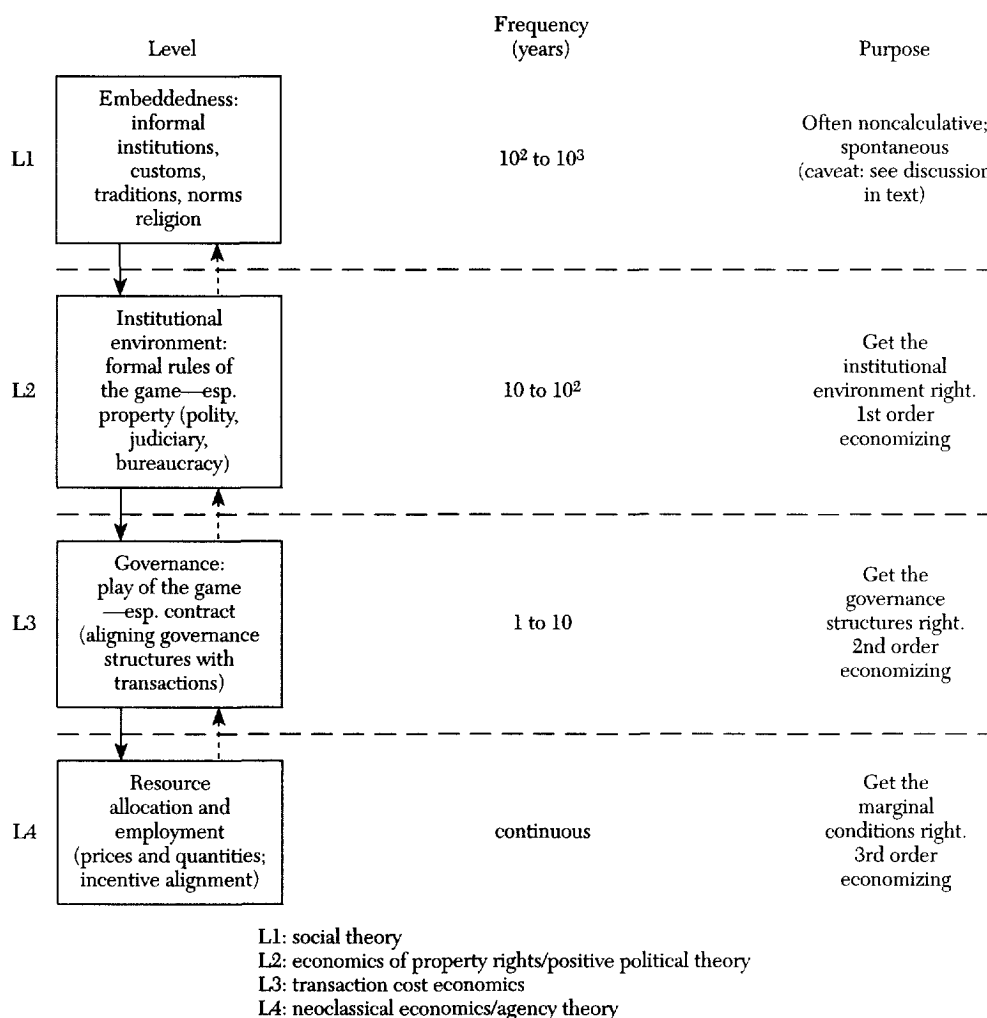 Level
Frequency
(years)
Purpose
L1
Embeddedness:
informal
institutions,
customs,
traditions, norms
religion
10² to 10³
Often noncalculative;
spontaneous
(caveat: see discussion
in text)
L2
Institutional
environment:
formal rules of
the game—esp.
property (polity,
judiciary,
bureaucracy)
10 to 10²
Get the
institutional
environment right.
1st order
economizing
L3
Governance:
play of the game
—esp. contract
(aligning governance
structures with
transactions)
1 to 10
Get the
governance
structures right.
2nd order
economizing
L4
Resource
allocation and
employment
(prices and quantities;
incentive alignment)
continuous
Get the
marginal
conditions right.
3rd order
economizing
L1: social theory
L2: economics of property rights/positive political theory
L3: transaction cost economics
L4: neoclassical economics/agency theory